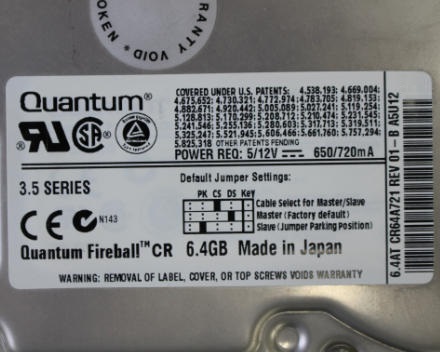 ROKEN
RRANTY VOID
Quantum®
COVERED UNDER U.S. PATENTS: 4,538,193; 4,669,004;
4,675,652; 4,730,321; 4,772,974; 4,783,705; 4,819,153;
4,882,671; 4,920,442; 5,005,089; 5,027,241; 5,119,254;
5,128,813; 5,170,299; 5,208,712; 5,210,474; 5,231,545;
5,241,546; 5,255,136; 5,280,603; 5,317,713; 5,319,509;
5,327,305; 5,521,945; 5,606,466; 5,661,760; 5,757,294;
5,825,318 OTHER PATENTS PENDING
POWER REQ: 5/12V 650/720mA
3.5 SERIES
Default Jumper Settings:
PK CS DS Key
Cable Select for Master/Slave
Master (Factory default)
Slave (Jumper Parking Position)
CE N143
Quantum Fireball™ CR 6.4GB Made in Japan
WARNING: REMOVAL OF LABEL, COVER, OR TOP SCREWS VOIDS WARRANTY
6.4AT CR64A721 REV 01-B A5U12